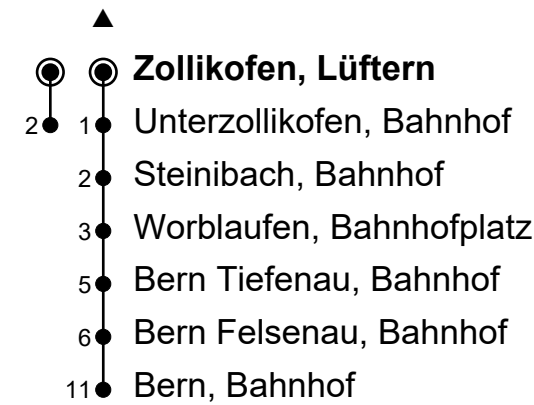 Zollikofen, Lüftern
2 1 Unterzollikofen, Bahnhof
2 Steinibach, Bahnhof
3 Worblaufen, Bahnhofplatz
5 Bern Tiefenau, Bahnhof
6 Bern Felsenau, Bahnhof
11 Bern, Bahnhof